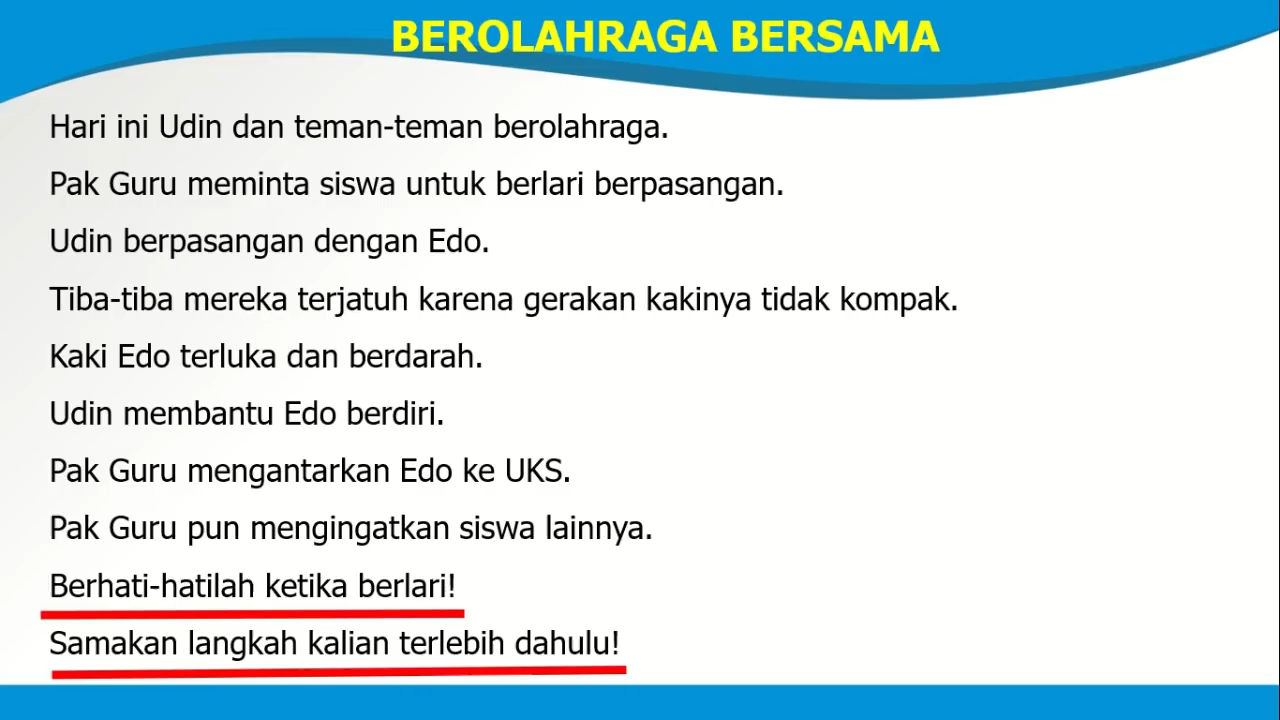 BEROLAHRAGA BERSAMA
Hari ini Udin dan teman-teman berolahraga.
Pak Guru meminta siswa untuk berlari berpasangan.
Udin berpasangan dengan Edo.
Tiba-tiba mereka terjatuh karena gerakan kakinya tidak kompak.
Kaki Edo terluka dan berdarah.
Udin membantu Edo berdiri.
Pak Guru mengantarkan Edo ke UKS.
Pak Guru pun mengingatkan siswa lainnya.
Berhati-hatilah ketika berlari!
Samakan langkah kalian terlebih dahulu!